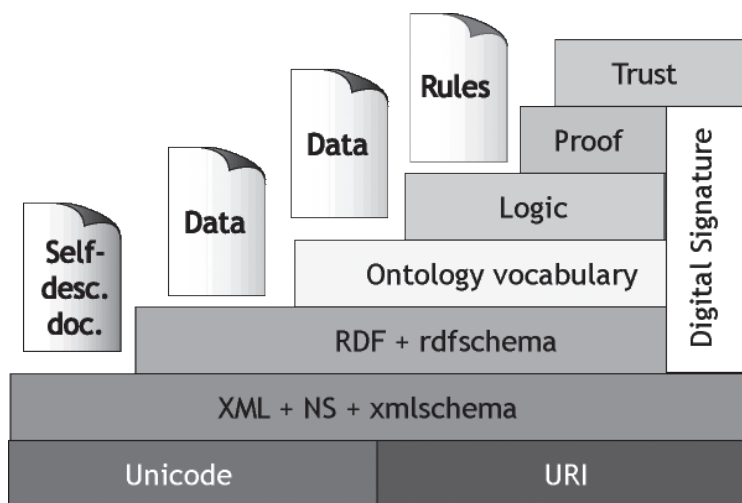 Rules
Trust
Data
Proof
Data
Logic
Self-
desc.
doc.
Ontology vocabulary
Digital Signature
RDF + rdfschema
XML + NS + xmlschema
Unicode
URI